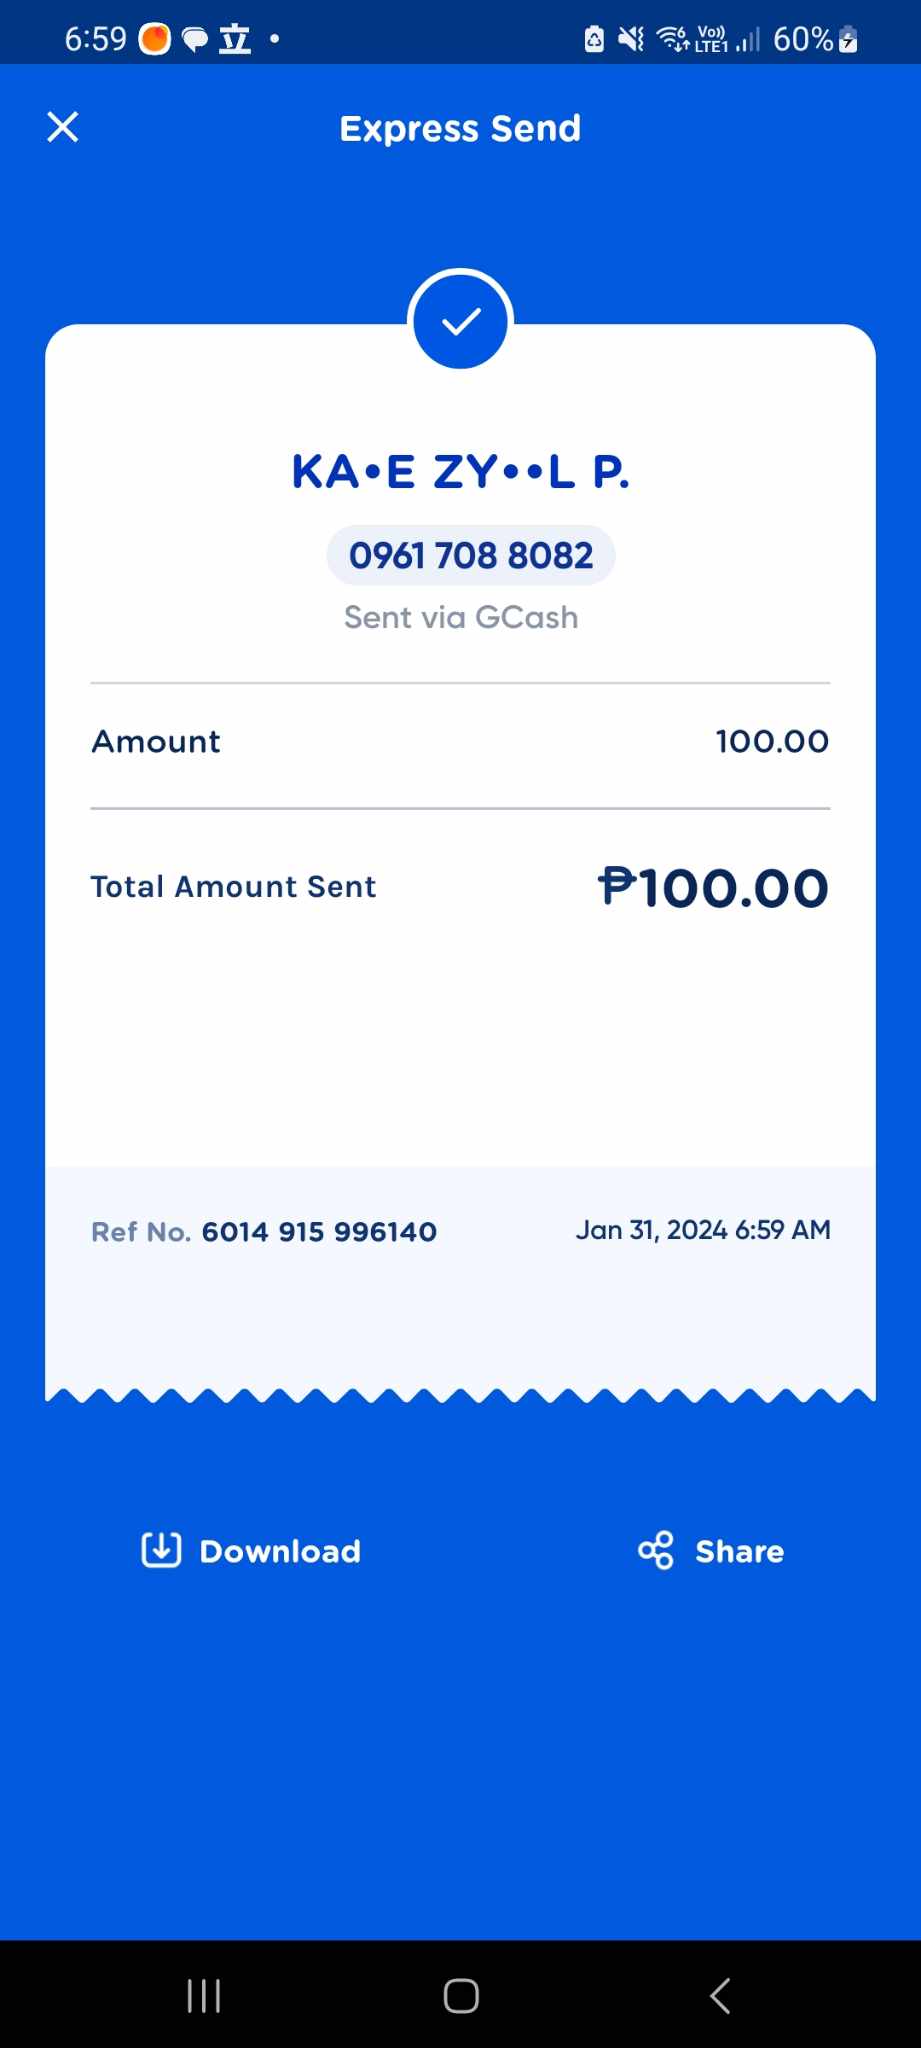 6:59 立 • Vo)) LTE1 60%
Express Send
KA•E ZY••L P.
0961 708 8082
Sent via GCash
Amount 100.00
Total Amount Sent ₱100.00
Ref No. 6014 915 996140 Jan 31, 2024 6:59 AM
Download Share